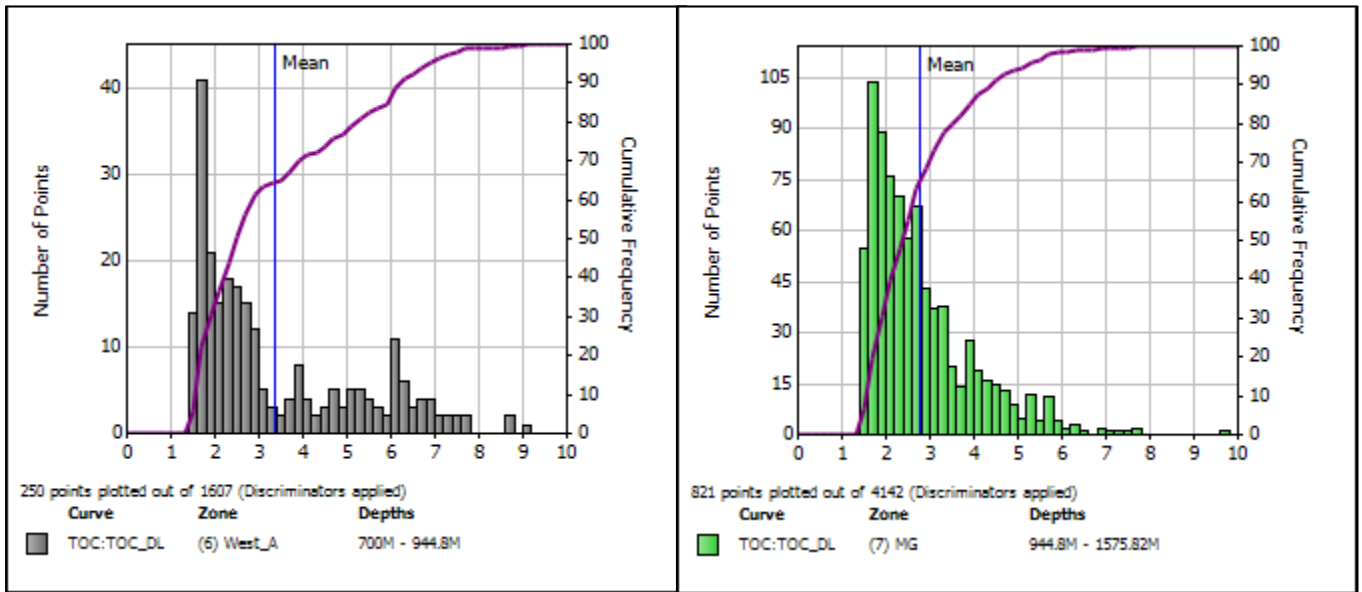 Mean
100
90
80
70
60
50
40
30
20
10
0
40
30
20
10
0
Number of Points
Cumulative Frequency
0 1 2 3 4 5 6 7 8 9 10
250 points plotted out of 1607 (Discriminators applied)
Curve Zone Depths
TOC:TOC_DL (6) West_A 700M - 944.8M
Mean
100
90
80
70
60
50
40
30
20
10
0
105
90
75
60
45
30
15
0
Number of Points
Cumulative Frequency
0 1 2 3 4 5 6 7 8 9 10
821 points plotted out of 4142 (Discriminators applied)
Curve Zone Depths
TOC:TOC_DL (7) MG 944.8M - 1575.82M